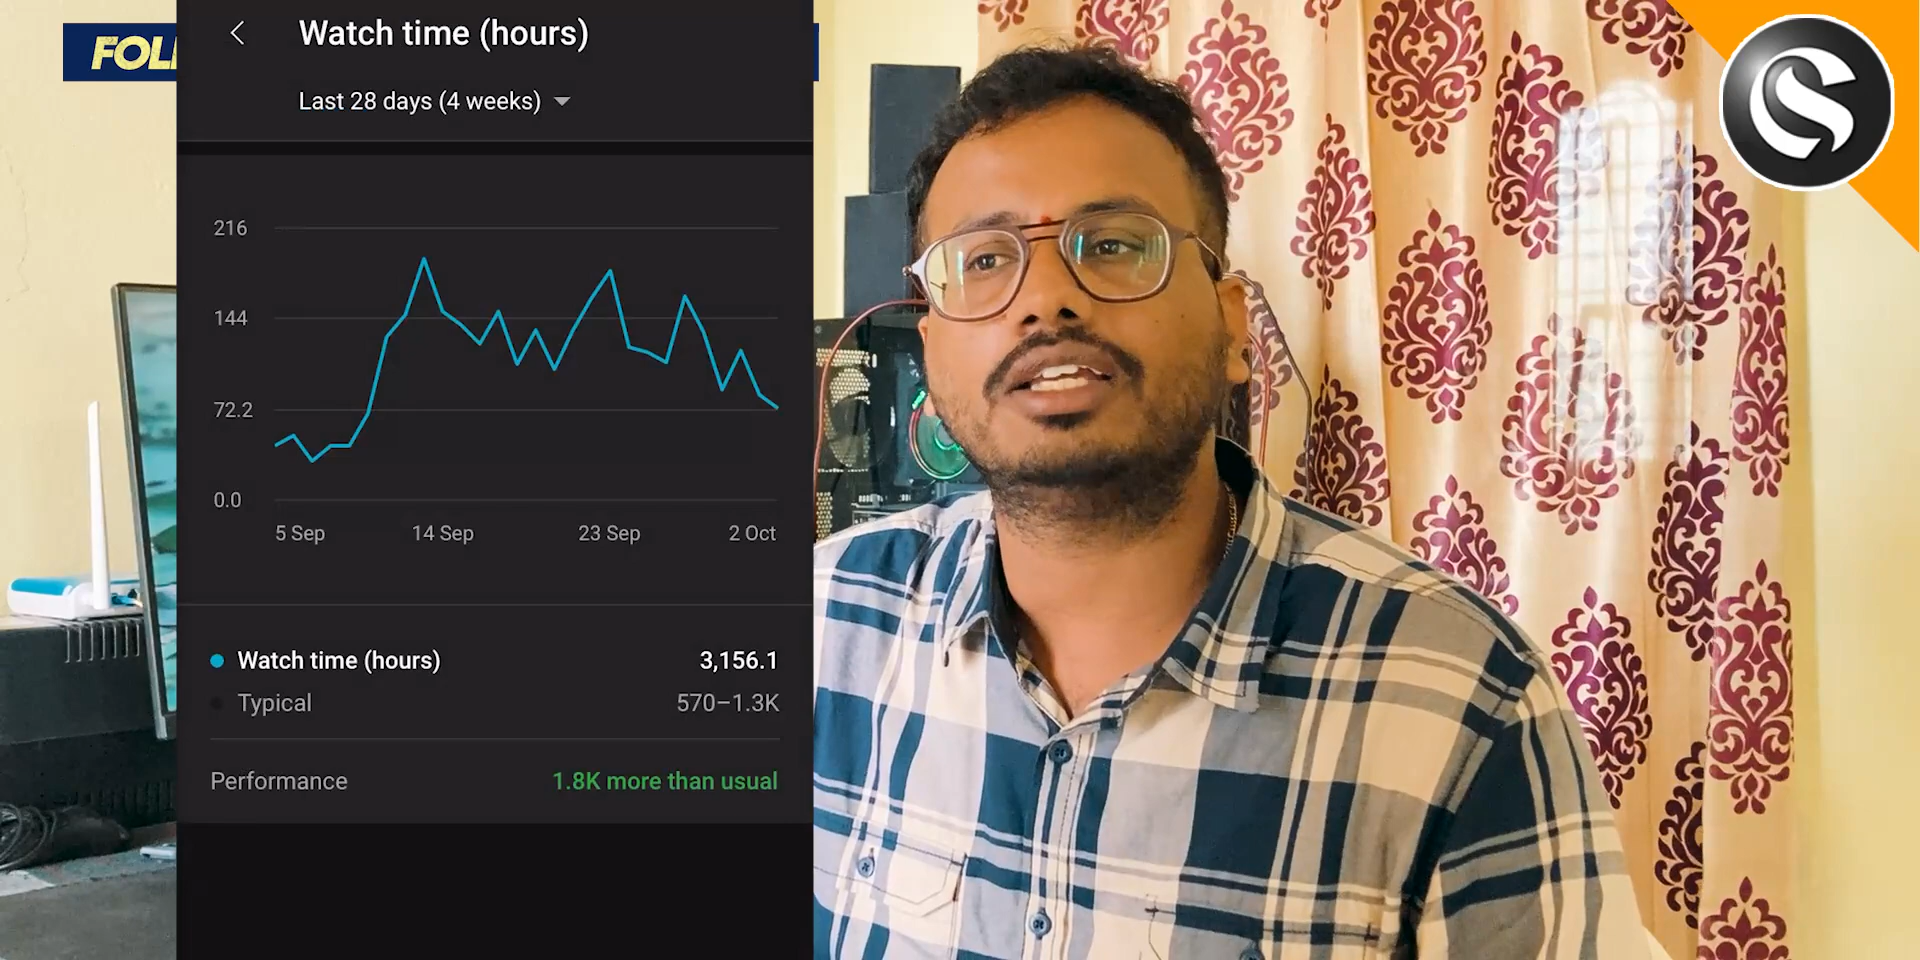 FOL
Watch time (hours)
Last 28 days (4 weeks)
216
144
72.2
0.0
5 Sep 14 Sep 23 Sep 2 Oct
Watch time (hours) 3,156.1
Typical 570–1.3K
Performance 1.8K more than usual
S